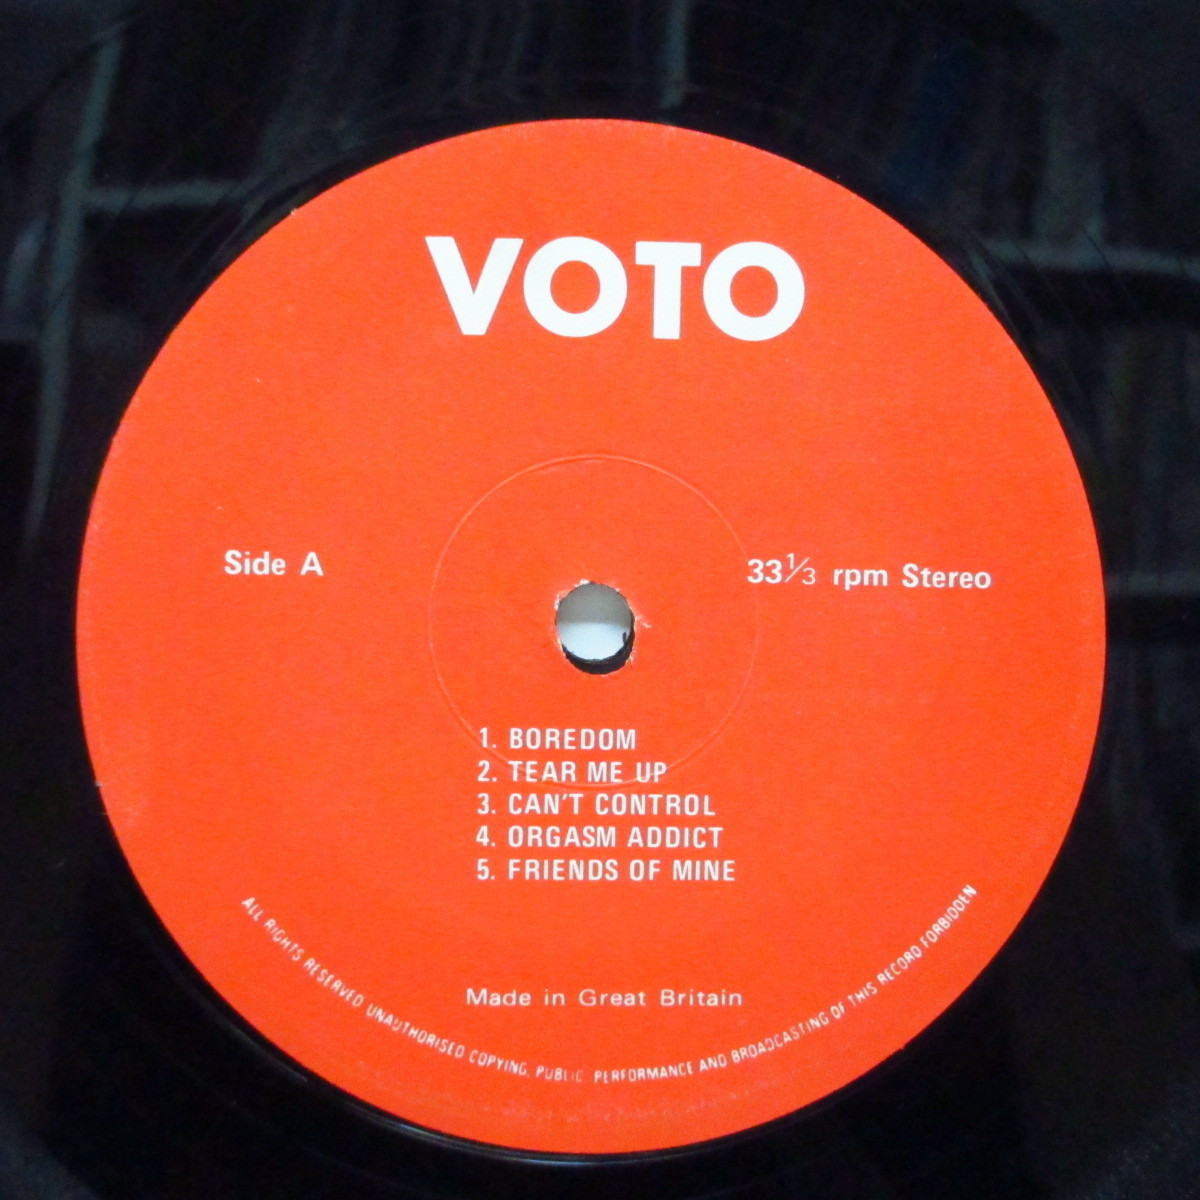 VOTO
Side A
33⅓ rpm Stereo
1. BOREDOM
2. TEAR ME UP
3. CAN'T CONTROL
4. ORGASM ADDICT
5. FRIENDS OF MINE
Made in Great Britain
ALL RIGHTS RESERVED UNAUTHORISED COPYING, PUBLIC PERFORMANCE AND BROADCASTING OF THIS RECORD FORBIDDEN